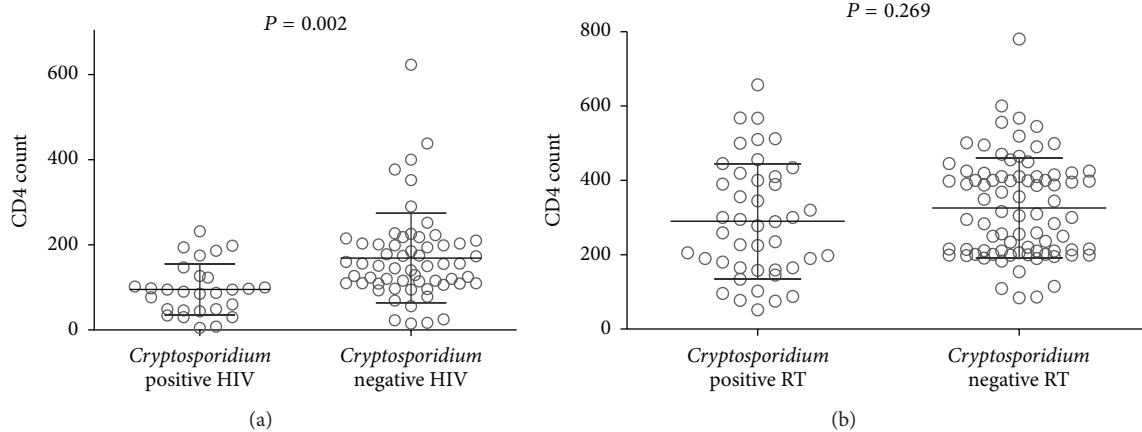 P = 0.002
600
400
200
0
CD4 count
Cryptosporidium
positive HIV
Cryptosporidium
negative HIV
(a)
P = 0.269
800
600
400
200
0
CD4 count
Cryptosporidium
positive RT
Cryptosporidium
negative RT
(b)